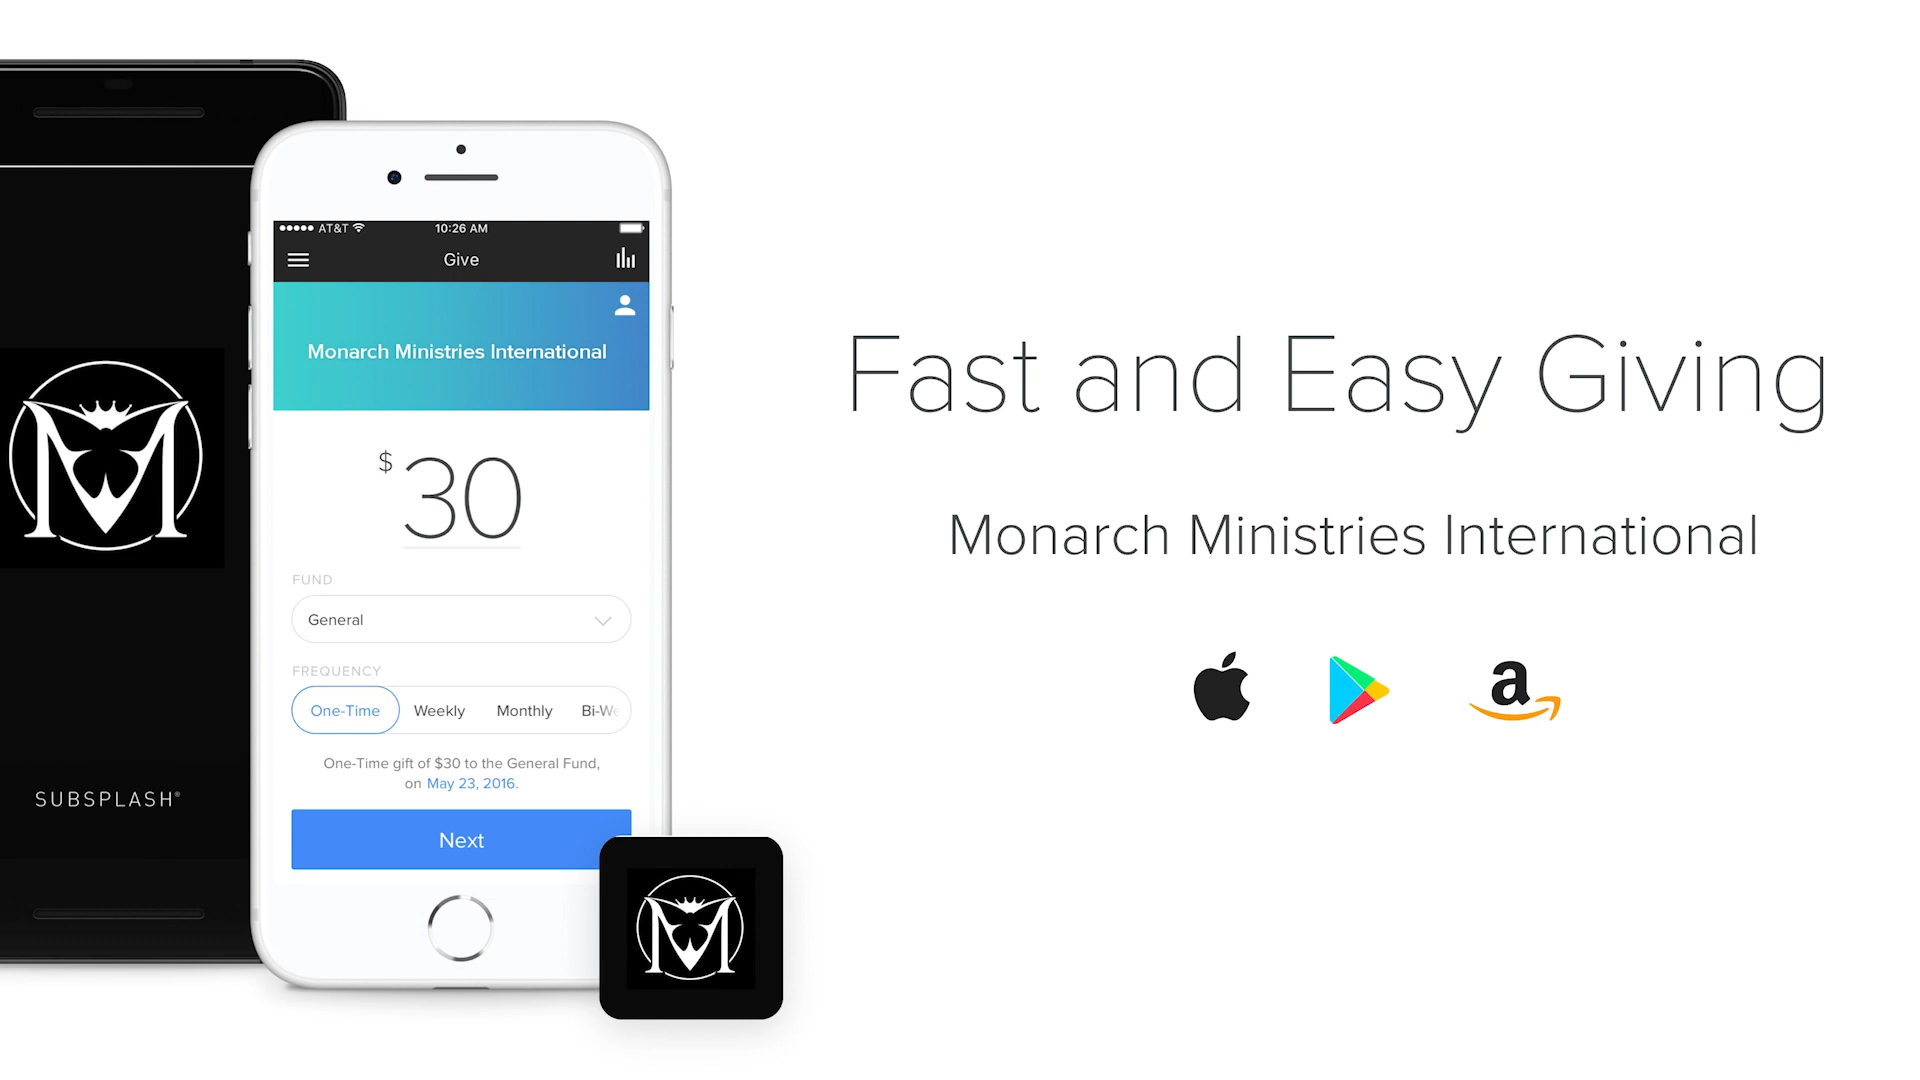 SUBSPLASH®
AT&T
10:26 AM
Give
Monarch Ministries International
$30
FUND
General
FREQUENCY
One-Time Weekly Monthly Bi-We
One-Time gift of $30 to the General Fund,
on May 23, 2016.
Next
Fast and Easy Giving
Monarch Ministries International